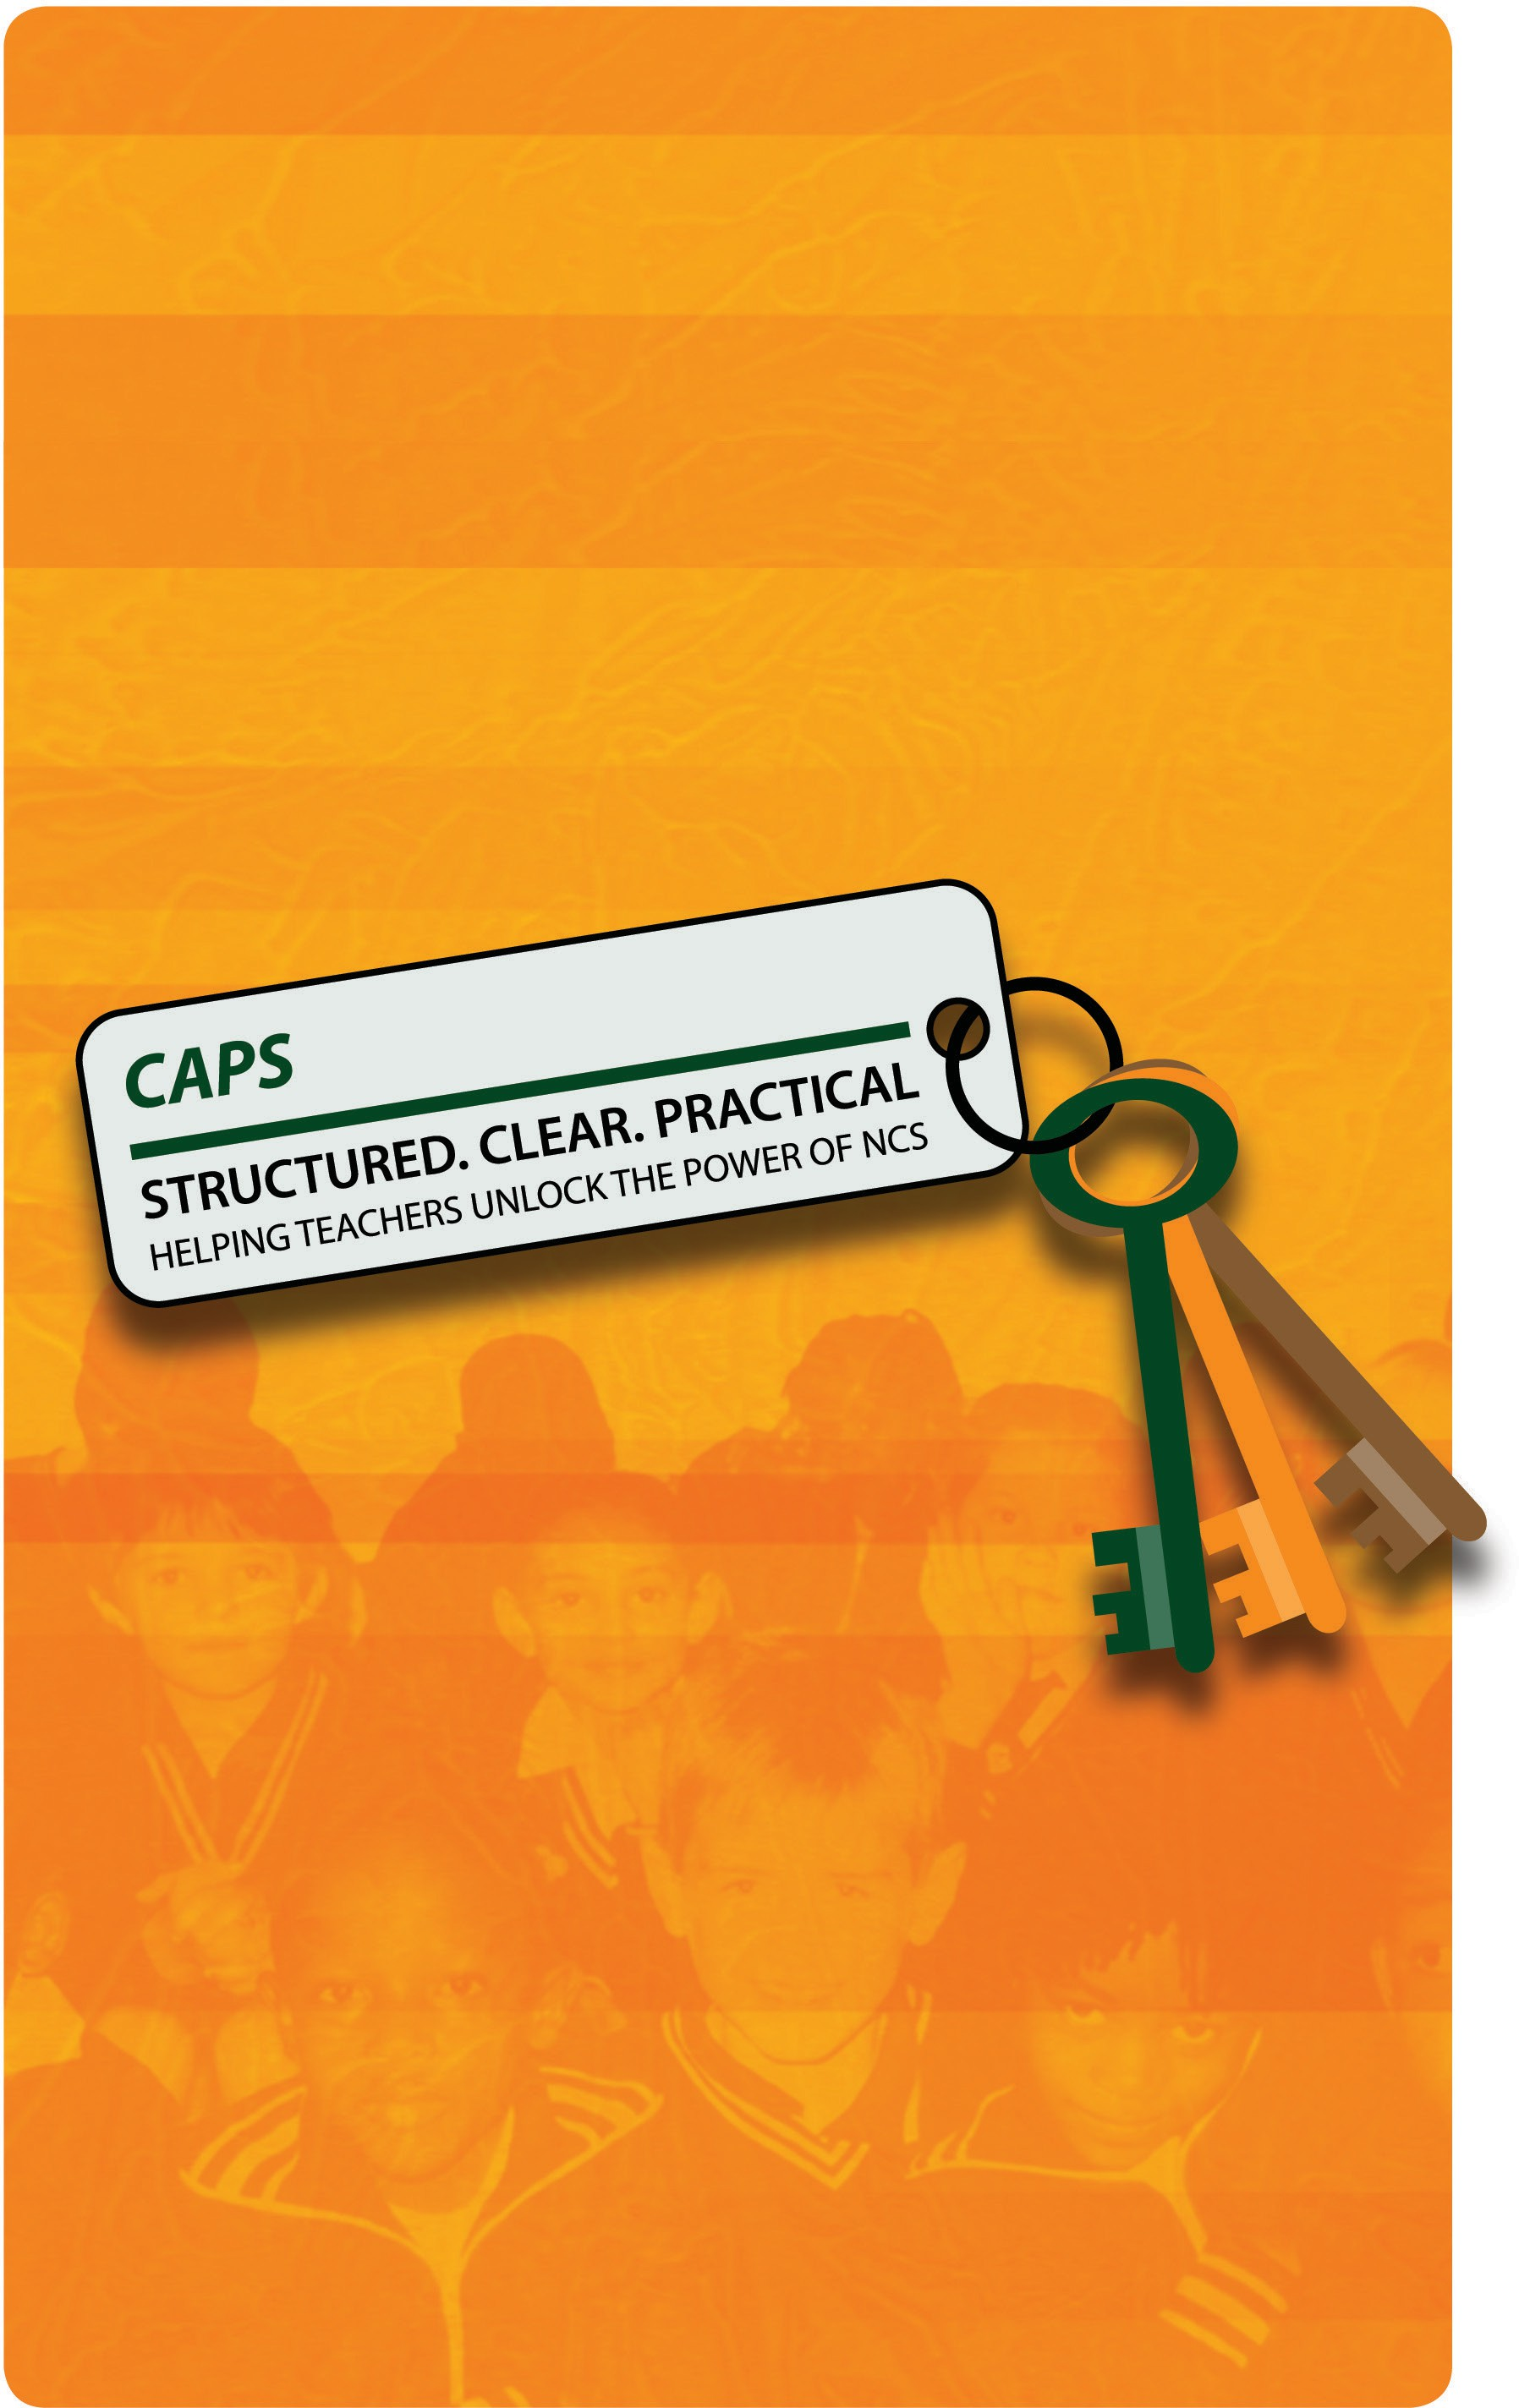 CAPS
STRUCTURED. CLEAR. PRACTICAL
HELPING TEACHERS UNLOCK THE POWER OF NCS